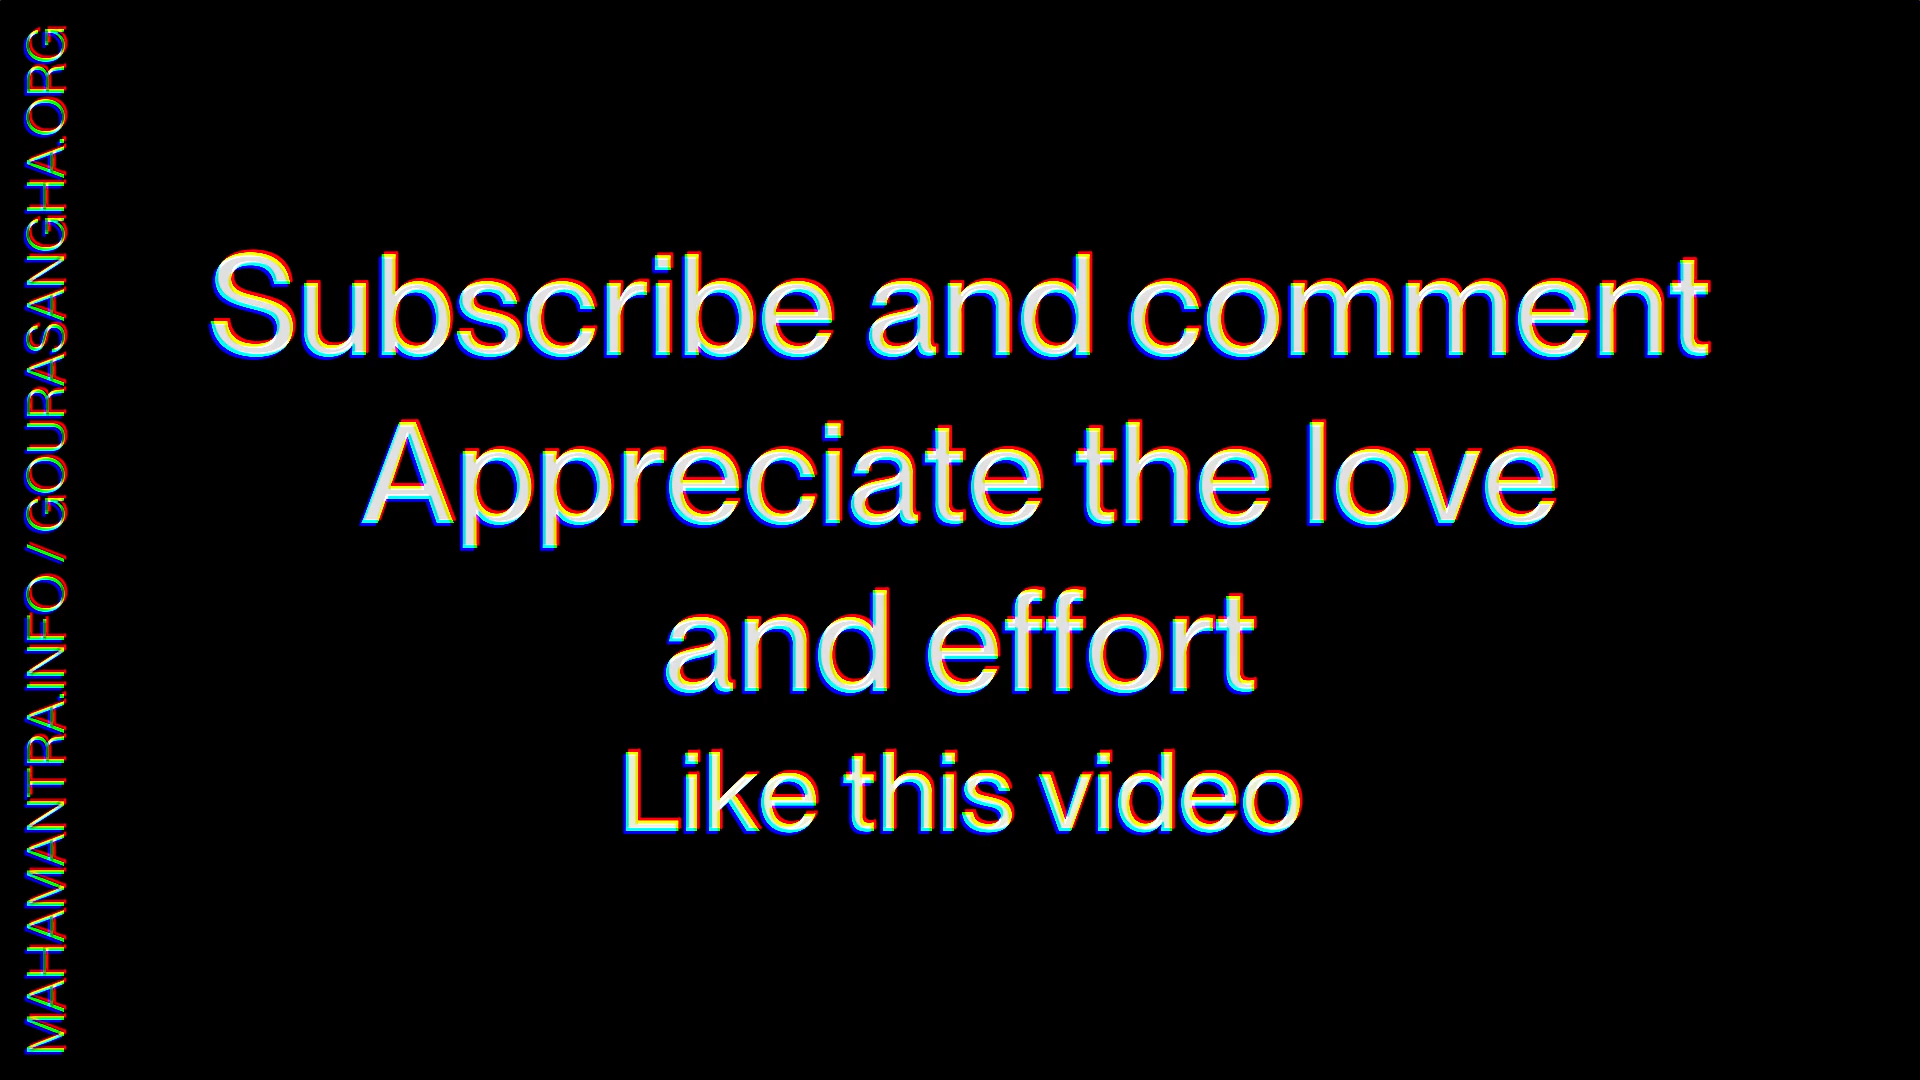 Subscribe and comment
Appreciate the love
and effort
Like this video
MAHAMANTRA.INFO / GOURASANGHA.ORG